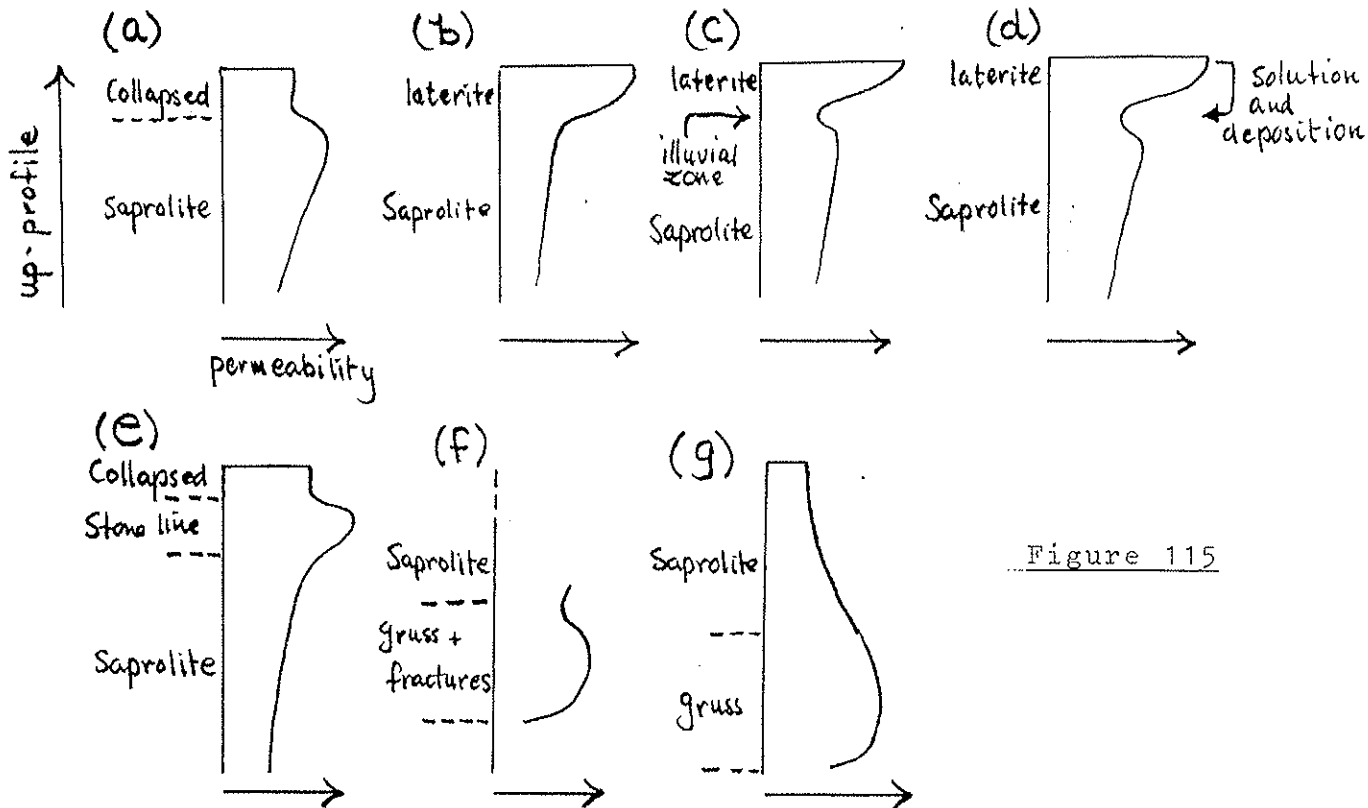 (a)
up-profile
Collapsed
Saprolite
permeability
(b)
laterite
Saprolite
(c)
laterite
illuvial
zone
Saprolite
(d)
laterite
Saprolite
Solution
and
deposition
(e)
Collapsed
Stone line
Saprolite
(f)
Saprolite
gruss +
fractures
(g)
Saprolite
gruss
Figure 115